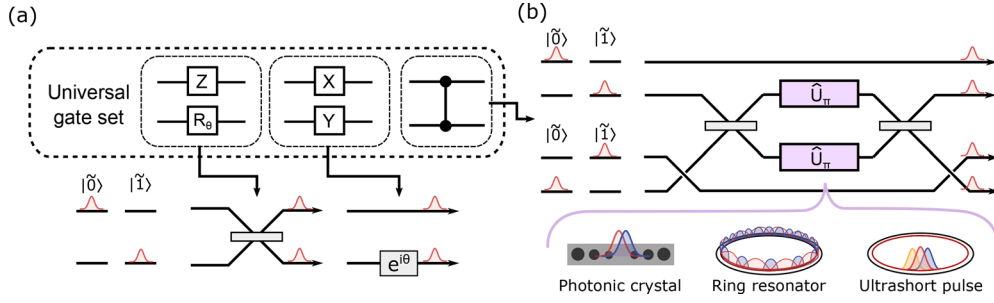 (a)
Universal
gate set
Z
R_θ
X
Y
|0̃⟩ |1̃⟩
e^{iθ}
(b)
|0̃⟩ |1̃⟩
Û_π
|0̃⟩ |1̃⟩
Û_π
Photonic crystal Ring resonator Ultrashort pulse